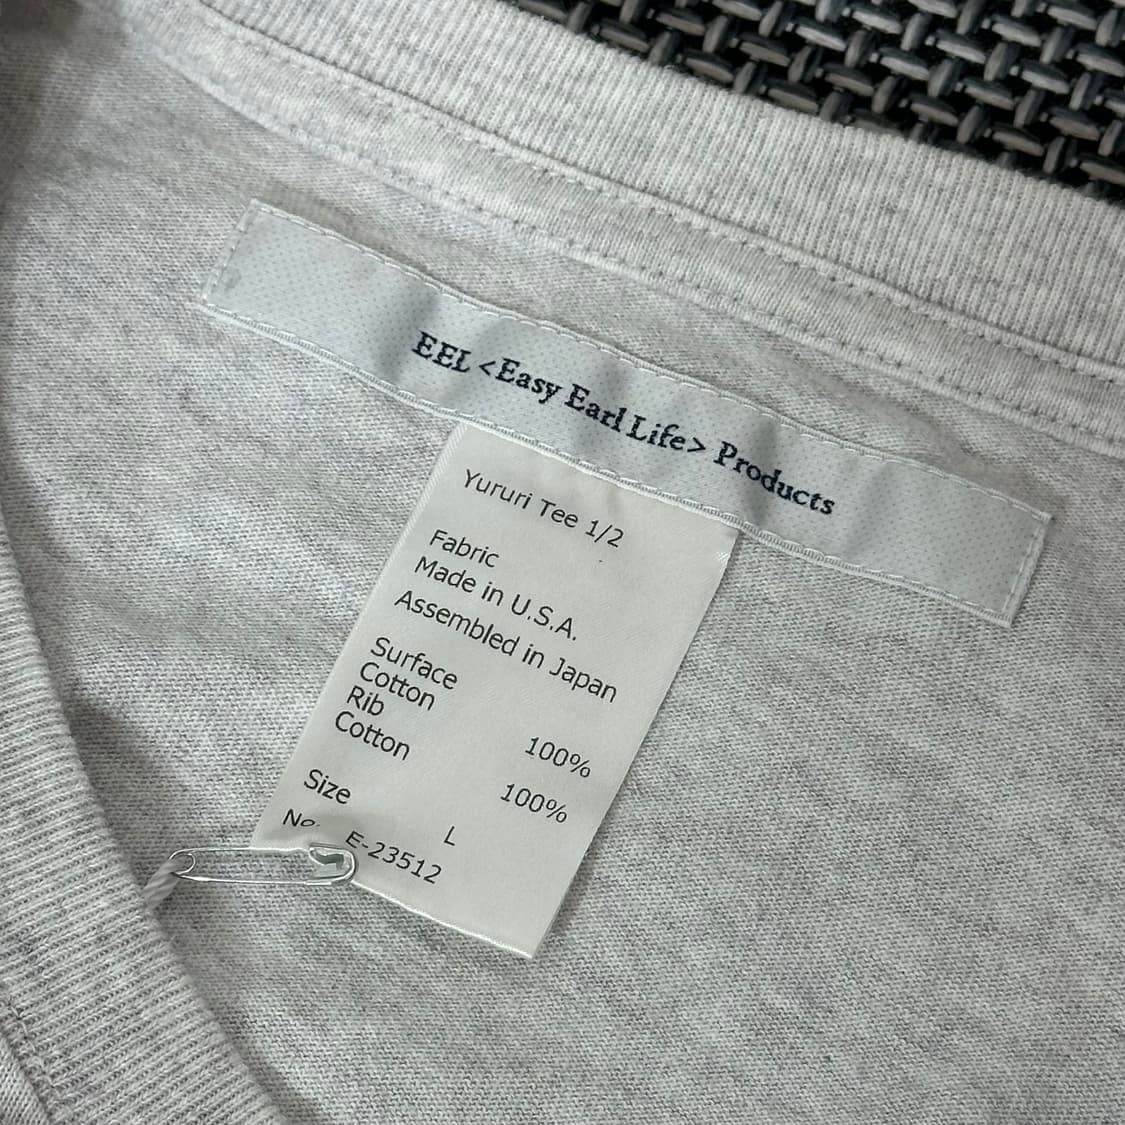 EEL <Easy Earl Life> Products
Yururi Tee 1/2
Fabric
Made in U.S.A.
Assembled in Japan
Surface
Cotton 100%
Rib
Cotton 100%
Size L
No. E-23512